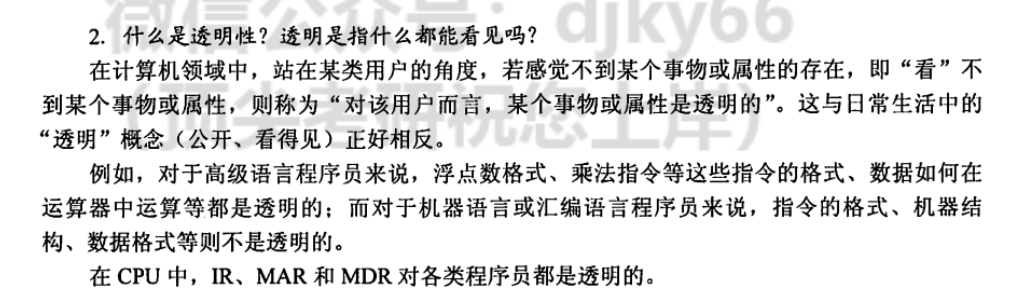 微信公众号：djky66
2. 什么是透明性？透明是指什么都能看见吗？
在计算机领域中，站在某类用户的角度，若感觉不到某个事物或属性的存在，即“看”不
到某个事物或属性，则称为“对该用户而言，某个事物或属性是透明的”。这与日常生活中的
“透明”概念（公开、看得见）正好相反。
例如，对于高级语言程序员来说，浮点数格式、乘法指令等这些指令的格式、数据如何在
运算器中运算等都是透明的；而对于机器语言或汇编语言程序员来说，指令的格式、机器结
构、数据格式等则不是透明的。
在 CPU 中，IR、MAR 和 MDR 对各类程序员都是透明的。